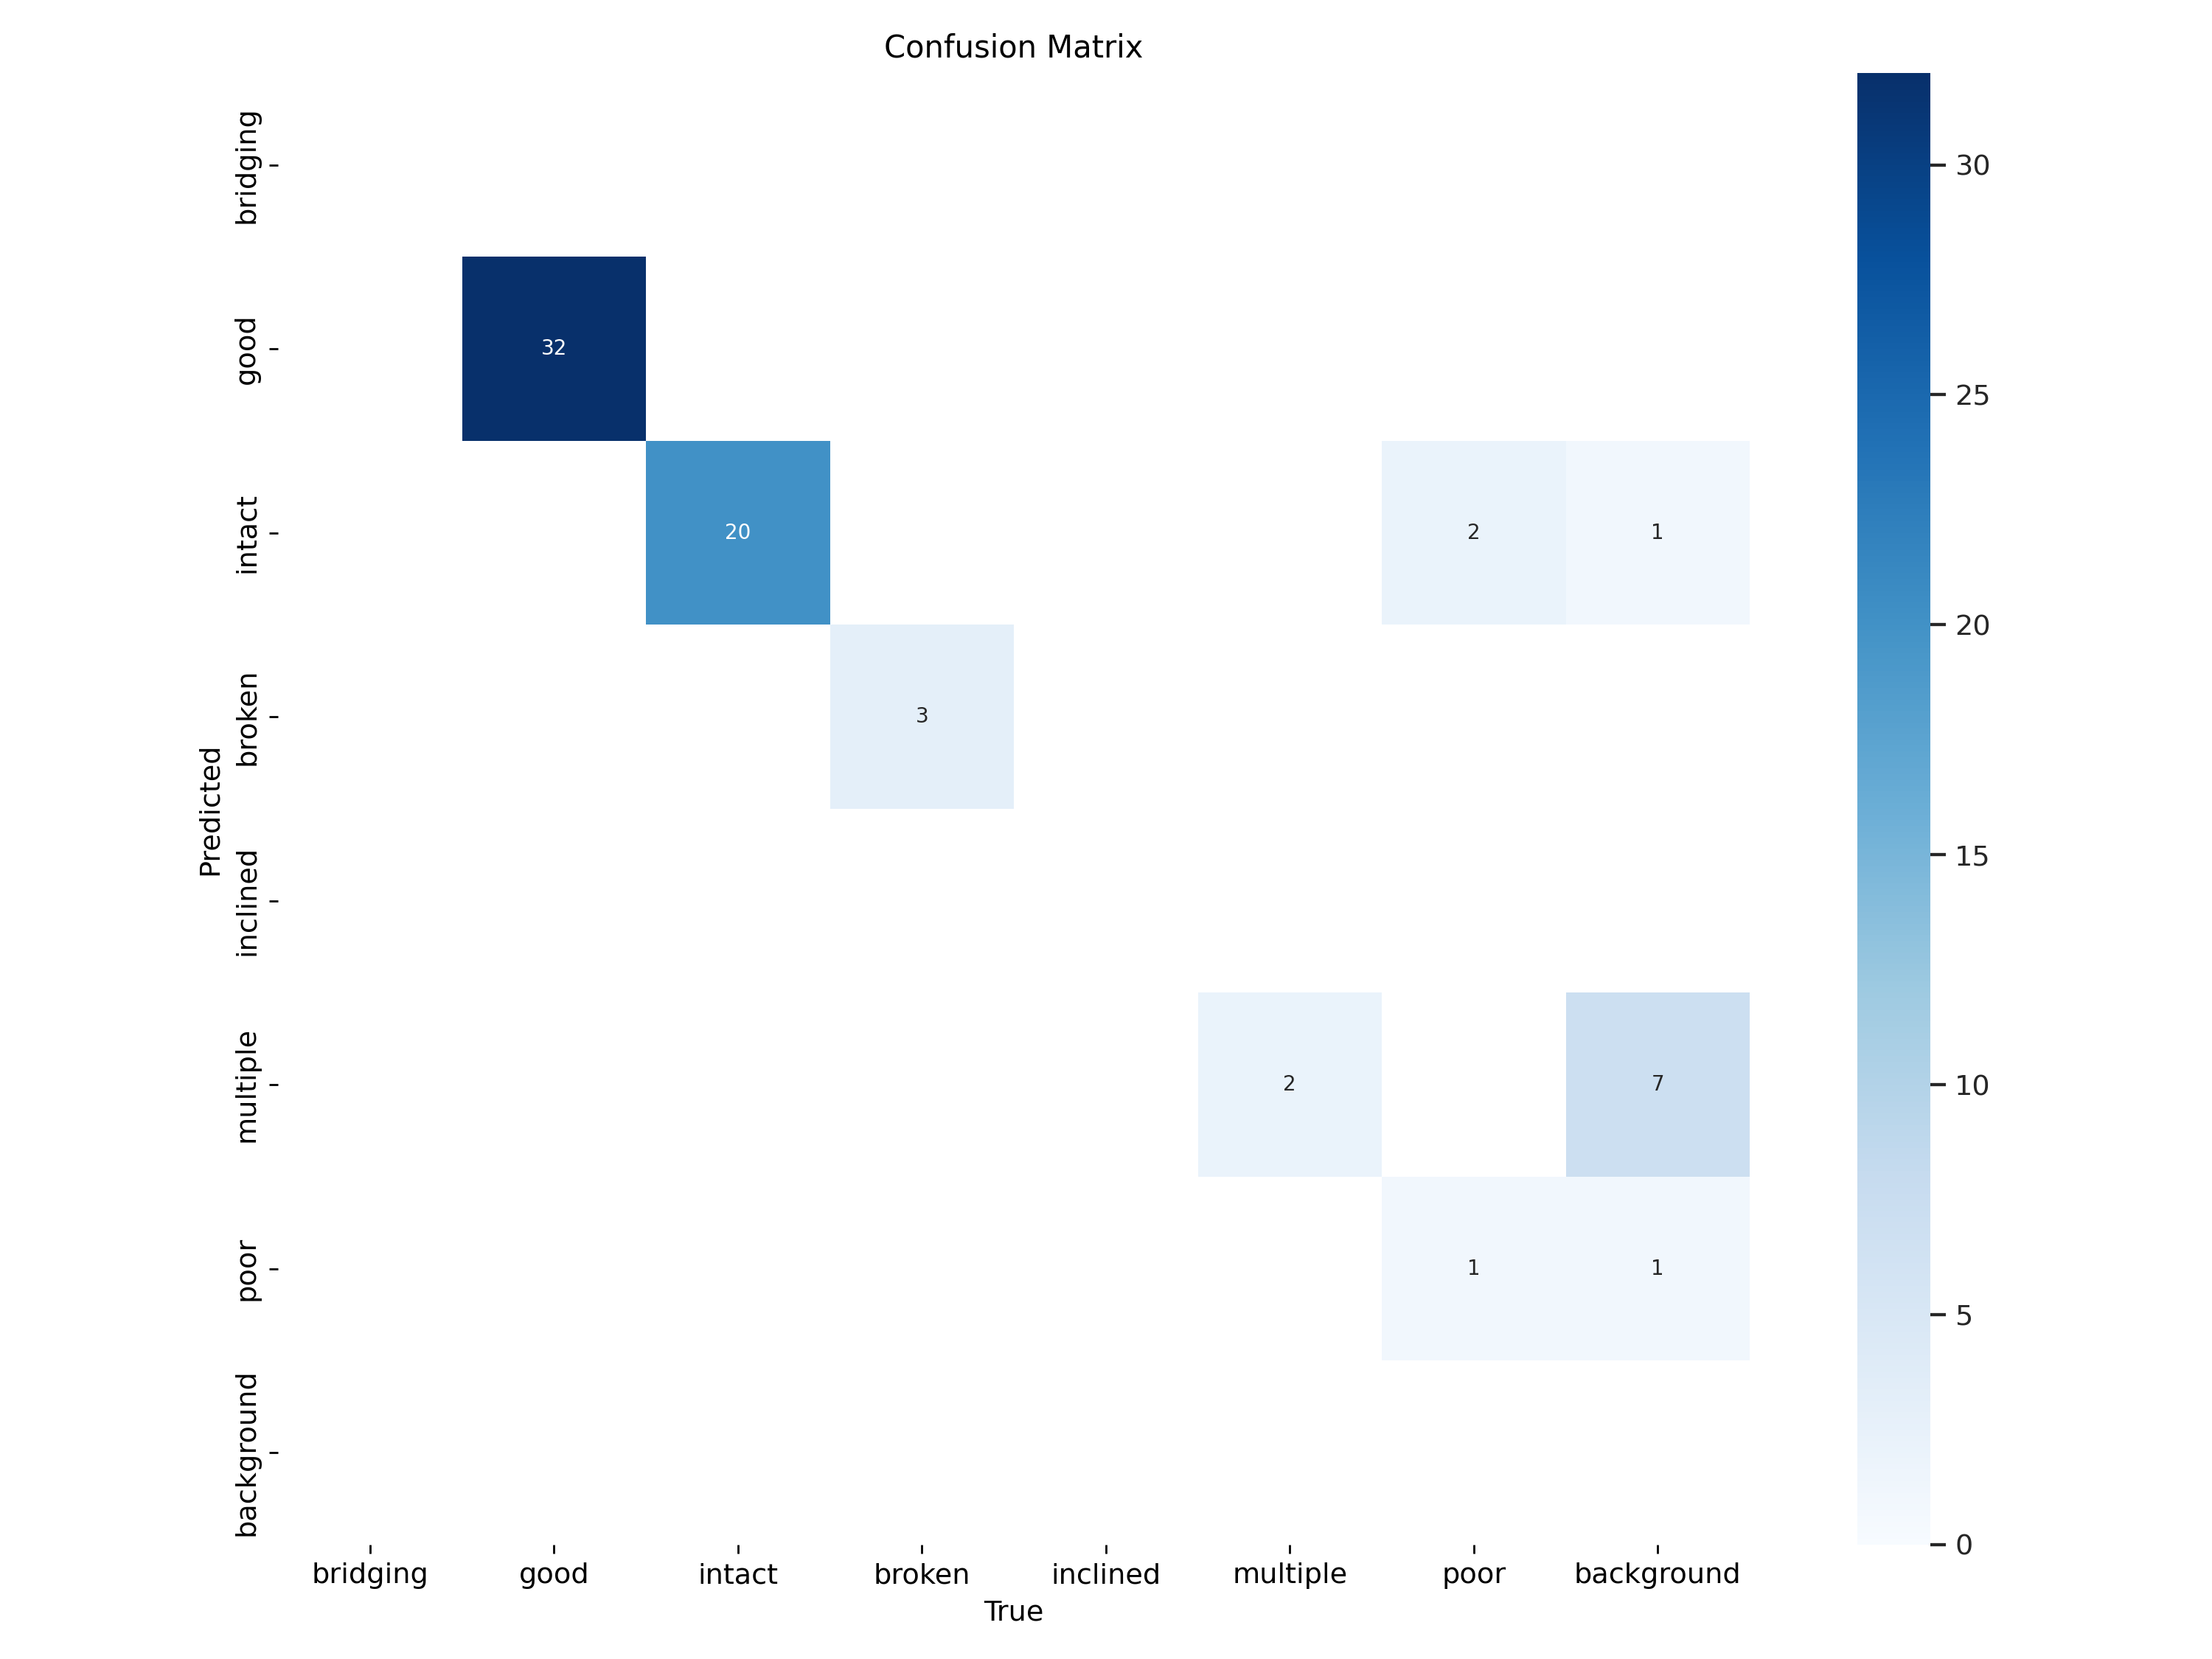 Confusion Matrix
bridging
good
intact
broken
inclined
multiple
poor
background
Predicted
32
20
2
1
3
2
7
1
1
bridging
good
intact
broken
inclined
multiple
poor
background
True
30
25
20
15
10
5
0